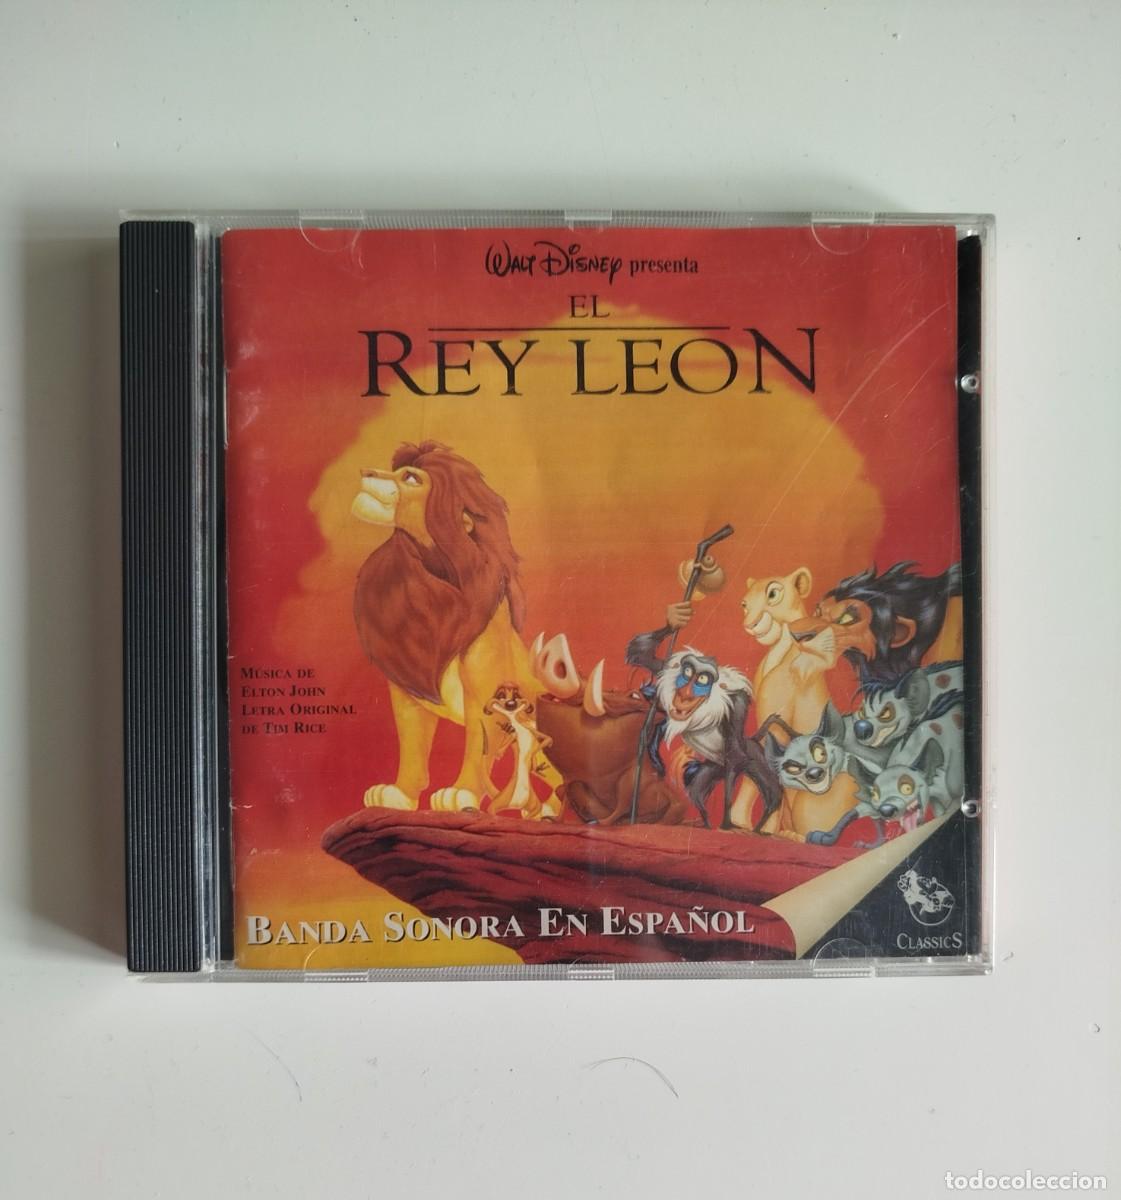 Walt Disney presenta
EL
REY LEON
MÚSICA DE
ELTON JOHN
LETRA ORIGINAL
DE TIM RICE
BANDA SONORA EN ESPAÑOL
CLASSICS
todocoleccion